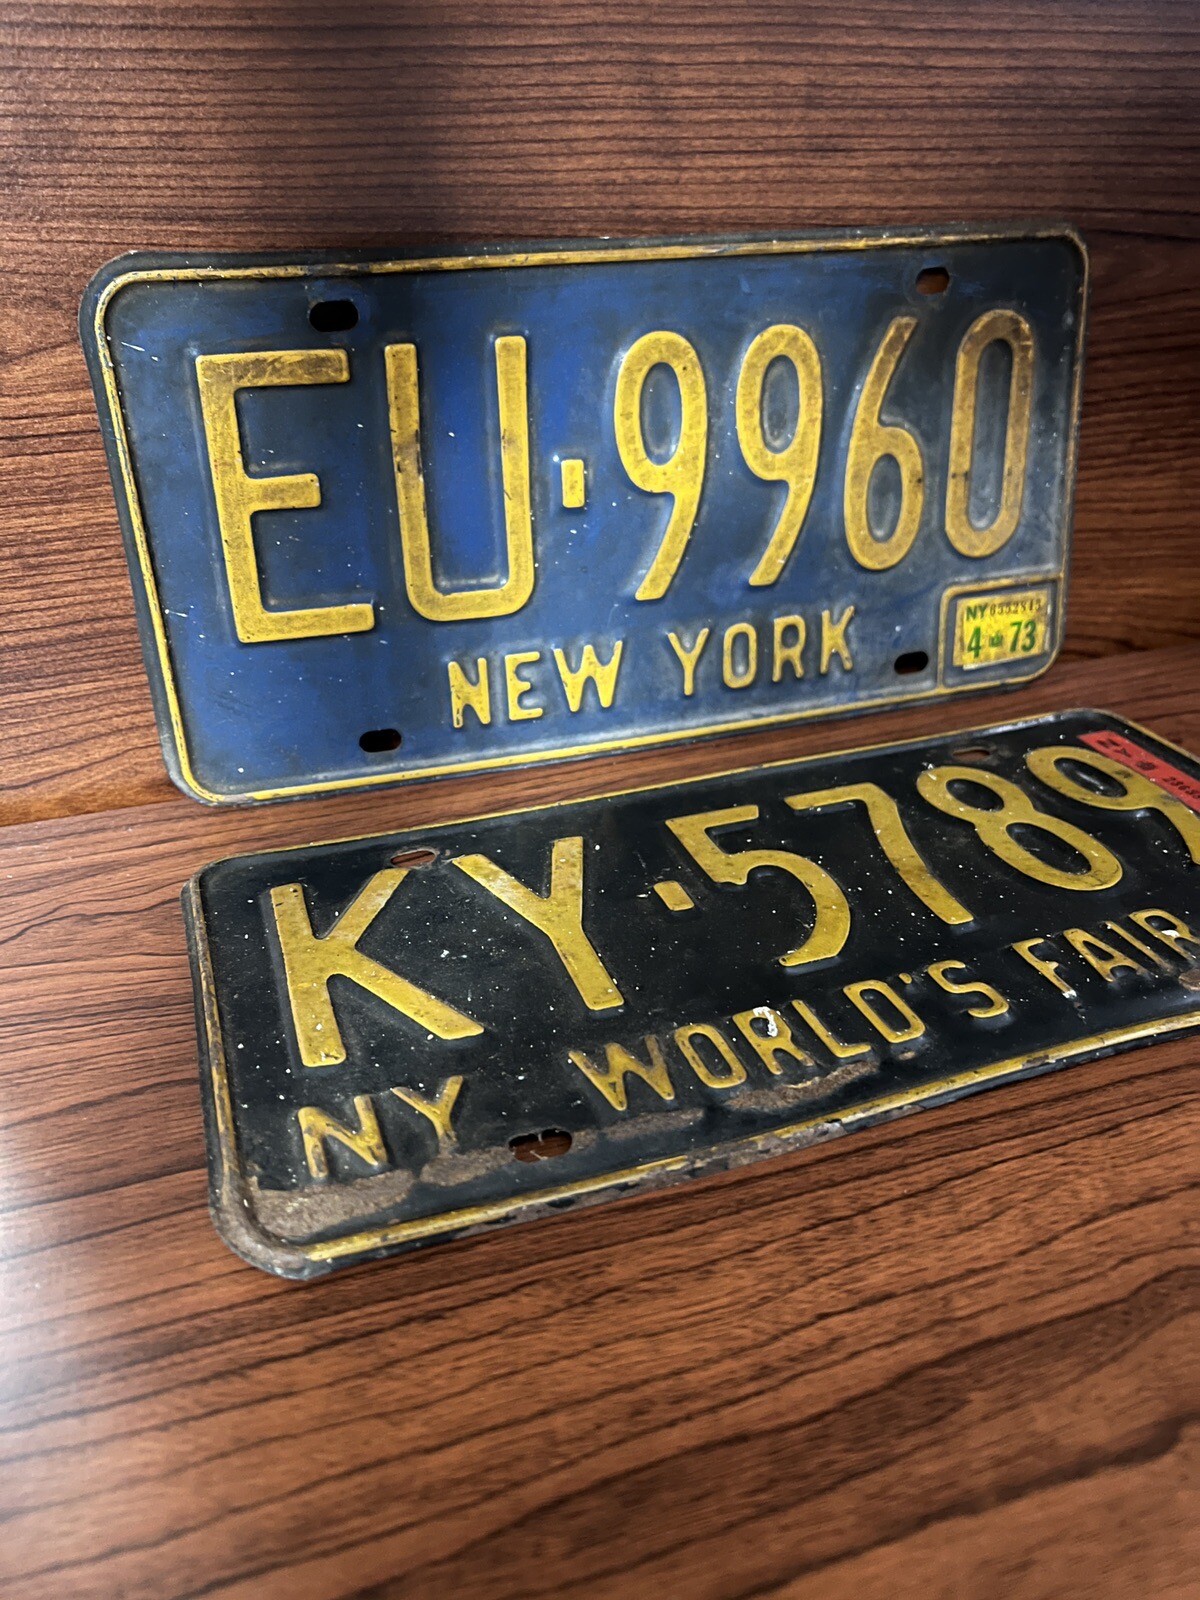 EU·9960
NEW YORK
NY
4 73
KY·5789
NY WORLD'S FAIR